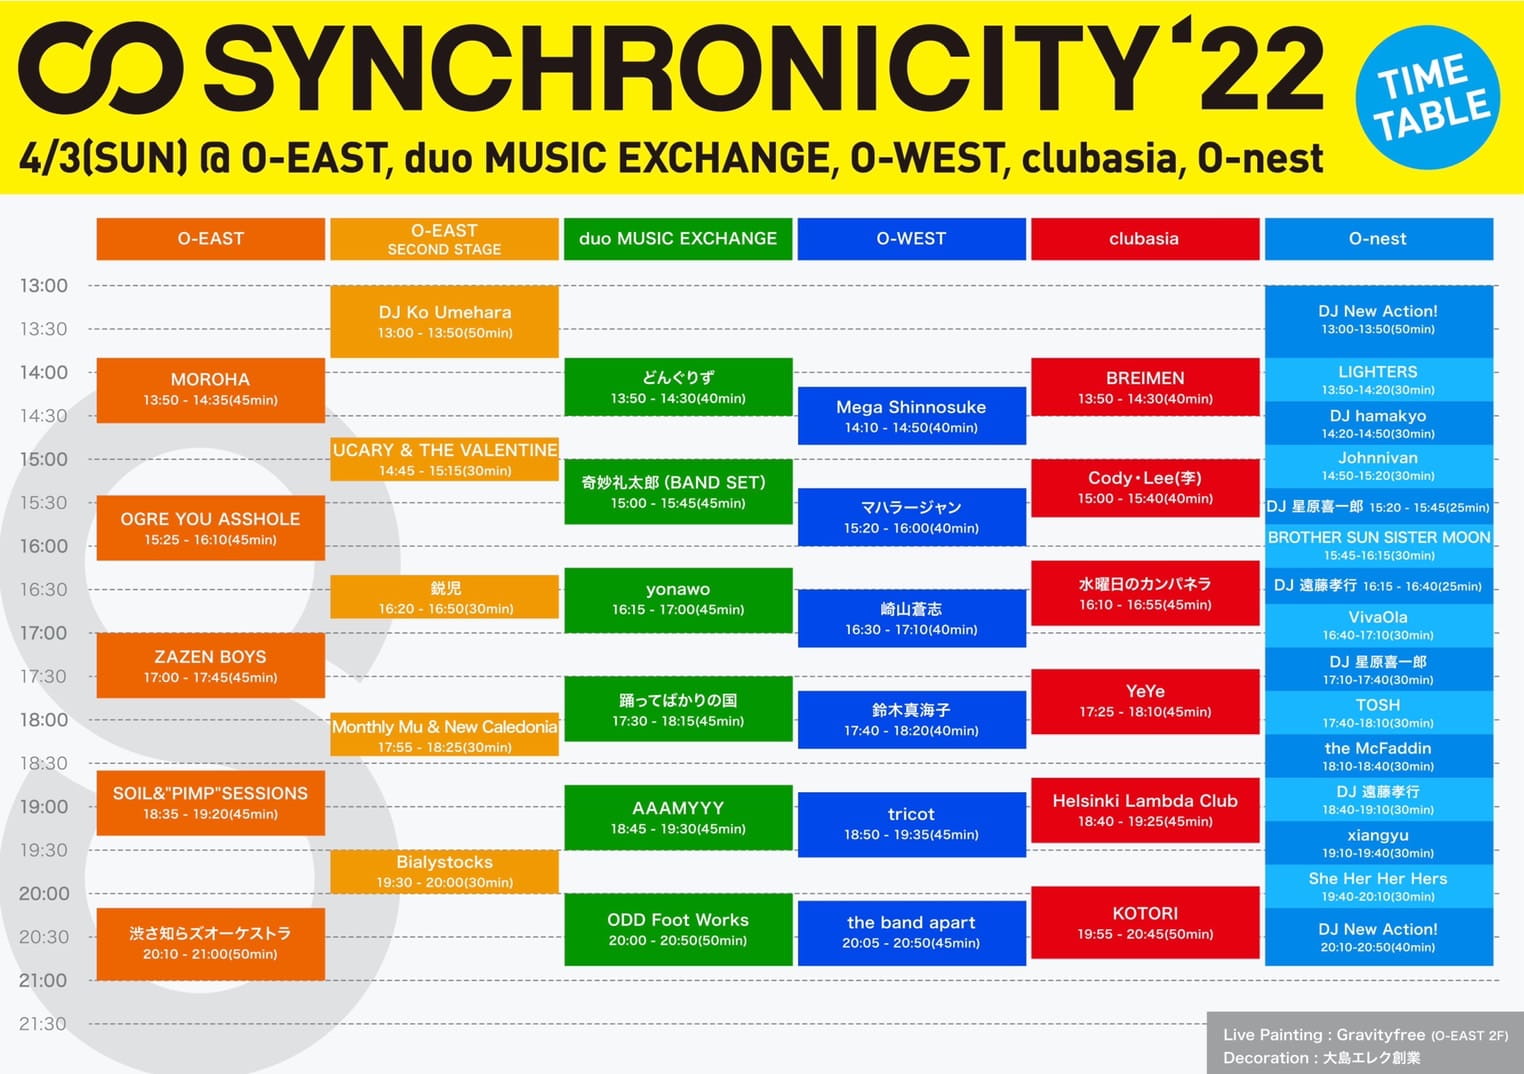 SYNCHRONICITY'22
TIME
TABLE
4/3(SUN) @ O-EAST, duo MUSIC EXCHANGE, O-WEST, clubasia, O-nest
O-EAST
O-EAST
SECOND STAGE
duo MUSIC EXCHANGE
O-WEST
clubasia
O-nest
13:00
13:30
14:00
14:30
15:00
15:30
16:00
16:30
17:00
17:30
18:00
18:30
19:00
19:30
20:00
20:30
21:00
21:30
MOROHA
13:50 - 14:35(45min)
OGRE YOU ASSHOLE
15:25 - 16:10(45min)
ZAZEN BOYS
17:00 - 17:45(45min)
SOIL&"PIMP"SESSIONS
18:35 - 19:20(45min)
渋さ知らズオーケストラ
20:10 - 21:00(50min)
DJ Ko Umehara
13:00 - 13:50(50min)
UCARY & THE VALENTINE
14:45 - 15:15(30min)
鋭児
16:20 - 16:50(30min)
Monthly Mu & New Caledonia
17:55 - 18:25(30min)
Bialystocks
19:30 - 20:00(30min)
どんぐりず
13:50 - 14:30(40min)
奇妙礼太郎（BAND SET）
15:00 - 15:45(45min)
yonawo
16:15 - 17:00(45min)
踊ってばかりの国
17:30 - 18:15(45min)
AAAMYYY
18:45 - 19:30(45min)
ODD Foot Works
20:00 - 20:50(50min)
Mega Shinnosuke
14:10 - 14:50(40min)
マハラージャン
15:20 - 16:00(40min)
崎山蒼志
16:30 - 17:10(40min)
鈴木真海子
17:40 - 18:20(40min)
tricot
18:50 - 19:35(45min)
the band apart
20:05 - 20:50(45min)
BREIMEN
13:50 - 14:30(40min)
Cody・Lee(李)
15:00 - 15:40(40min)
水曜日のカンパネラ
16:10 - 16:55(45min)
YeYe
17:25 - 18:10(45min)
Helsinki Lambda Club
18:40 - 19:25(45min)
KOTORI
19:55 - 20:45(50min)
DJ New Action!
13:00-13:50(50min)
LIGHTERS
13:50-14:20(30min)
DJ hamakyo
14:20-14:50(30min)
Johnnivan
14:50-15:20(30min)
DJ 星原喜一郎 15:20 - 15:45(25min)
BROTHER SUN SISTER MOON
15:45-16:15(30min)
DJ 遠藤孝行 16:15 - 16:40(25min)
VivaOla
16:40-17:10(30min)
DJ 星原喜一郎
17:10-17:40(30min)
TOSH
17:40-18:10(30min)
the McFaddin
18:10-18:40(30min)
DJ 遠藤孝行
18:40-19:10(30min)
xiangyu
19:10-19:40(30min)
She Her Her Hers
19:40-20:10(30min)
DJ New Action!
20:10-20:50(40min)
Live Painting : Gravityfree (O-EAST 2F)
Decoration : 大島エレク創業